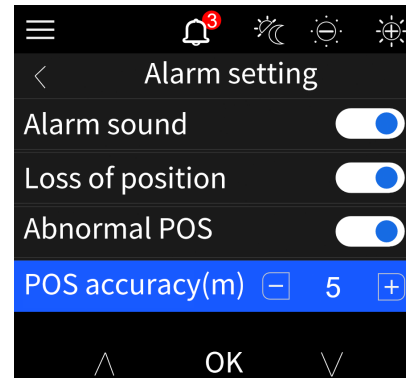 3
Alarm setting
Alarm sound
Loss of position
Abnormal POS
POS accuracy(m) 5
OK